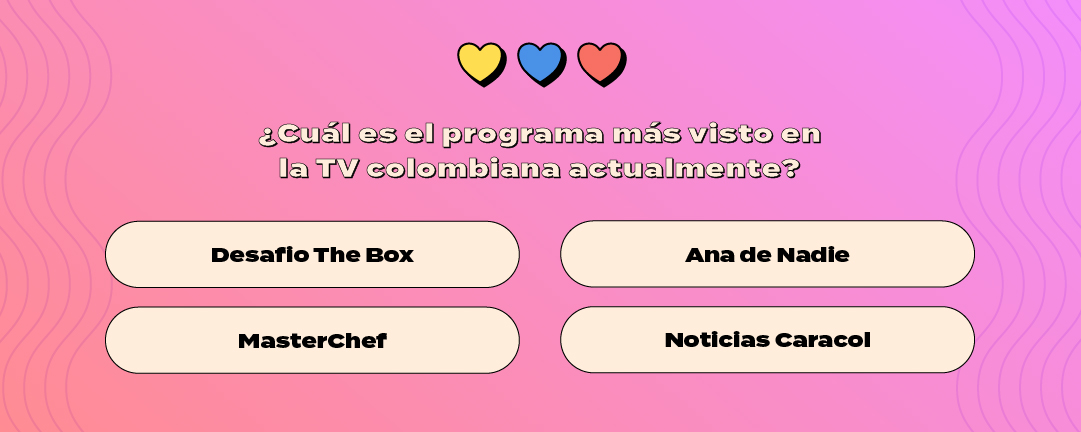 ¿Cuál es el programa más visto en
la TV colombiana actualmente?
Desafio The Box
Ana de Nadie
MasterChef
Noticias Caracol